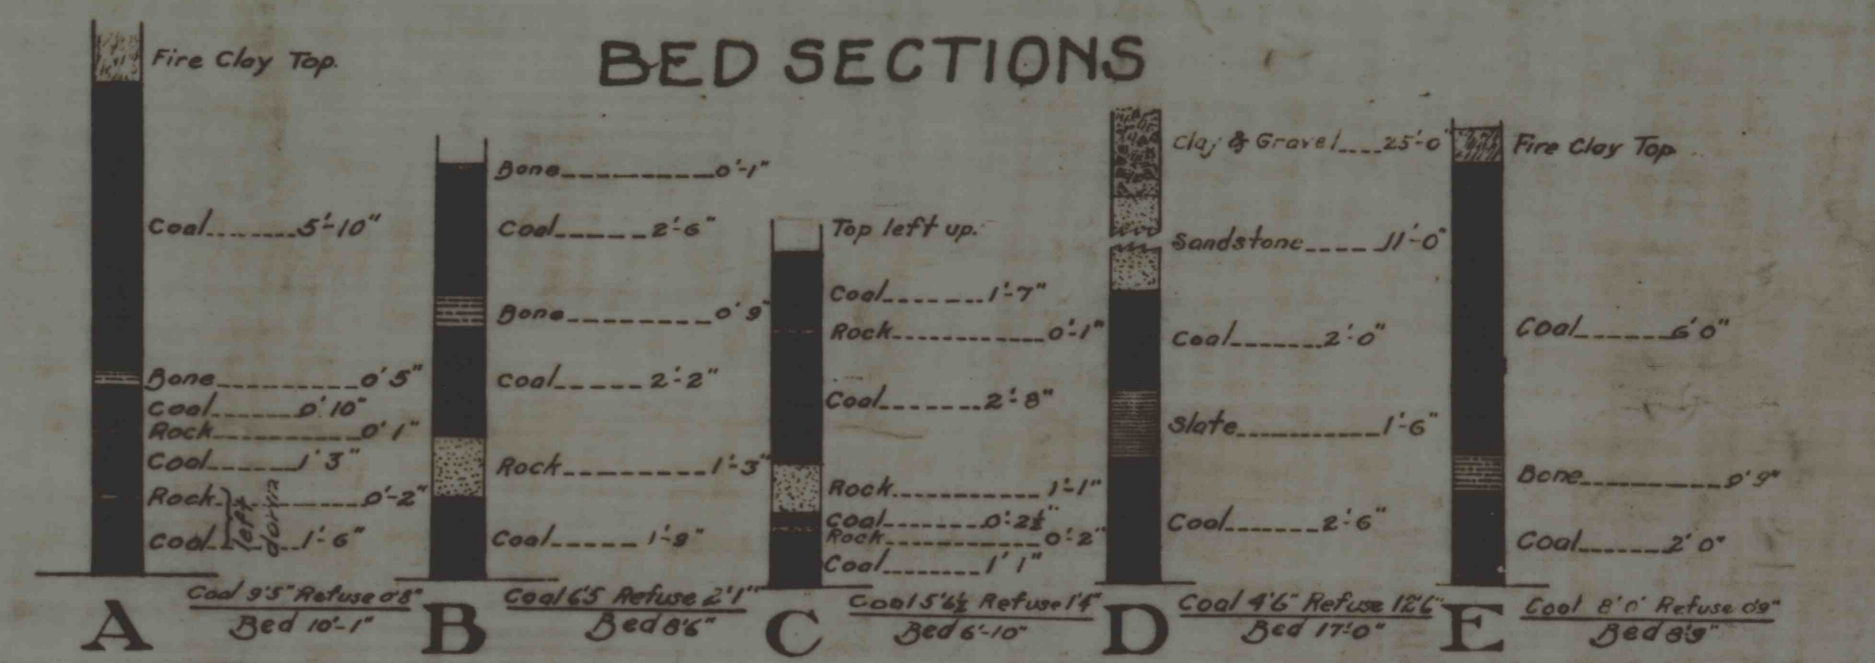 BED SECTIONS
Fire Clay Top.
Coal 5'-10"
Bone 0'5"
Coal 0'10"
Rock 0'1"
Coal 1'3"
Rock 0'-2"
Coal 1'-6"
left down
Coal 9'5" Refuse 0'8"
Bed 10'-1"
A
Bone 0'-1"
Coal 2'-6"
Bone 0'9"
Coal 2'-2"
Rock 1'-3"
Coal 1'-9"
Coal 6'5 Refuse 2'1"
Bed 8'6"
B
Top left up.
Coal 1'-7"
Rock 0'-1"
Coal 2'-8"
Rock 1'-1"
Coal 0'-2½"
Rock 0'-2"
Coal 1'1"
Coal 5'6½ Refuse 1'4"
Bed 6'-10"
C
Clay & Gravel 25'-0"
Sandstone 11'-0"
Coal 2'-0"
Slate 1'-6"
Coal 2'-6"
Coal 4'6" Refuse 12'6"
Bed 17'-0"
D
Fire Clay Top
Coal 6'0"
Bone 0'9"
Coal 2'0"
Coal 8'0" Refuse 0'9"
Bed 8'9"
E